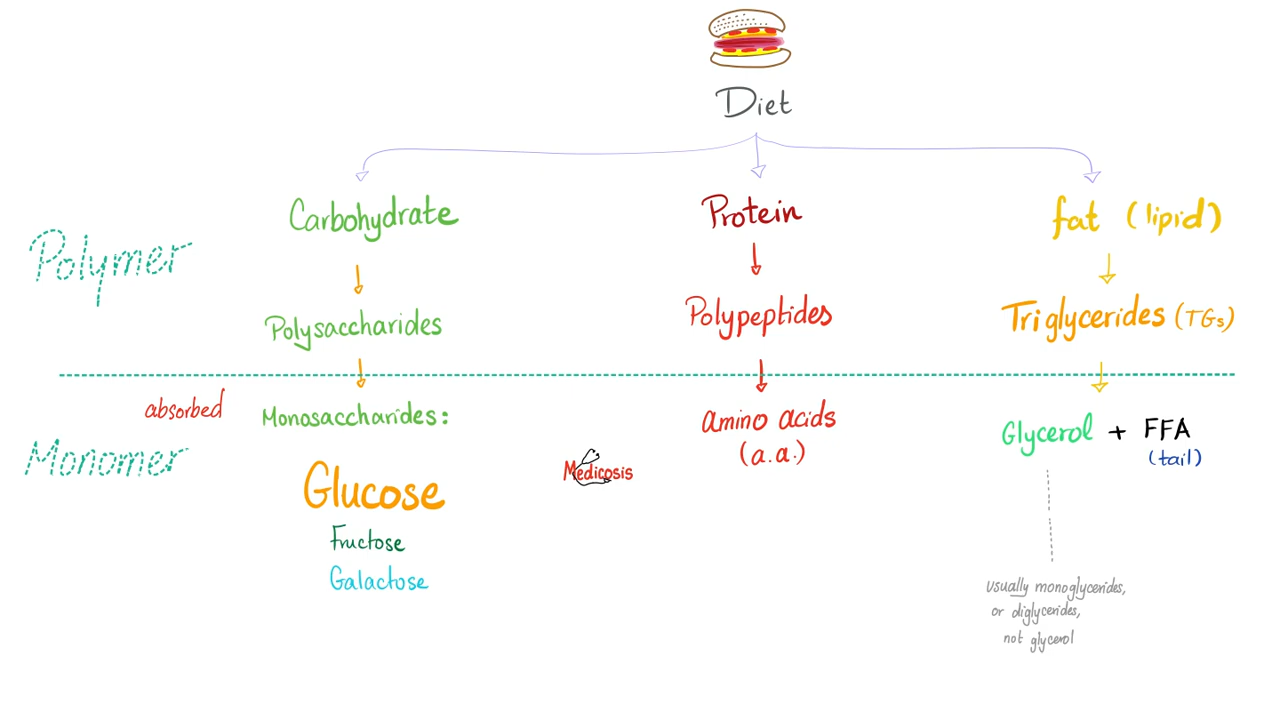 Diet
Carbohydrate
Protein
fat (lipid)
Polymer
Polysaccharides
Polypeptides
Triglycerides (TGs)
absorbed
Monosaccharides:
amino acids
(a.a.)
Glycerol + FFA
(tail)
Monomer
Medicosis
Glucose
Fructose
Galactose
usually monoglycerides,
or diglycerides,
not glycerol